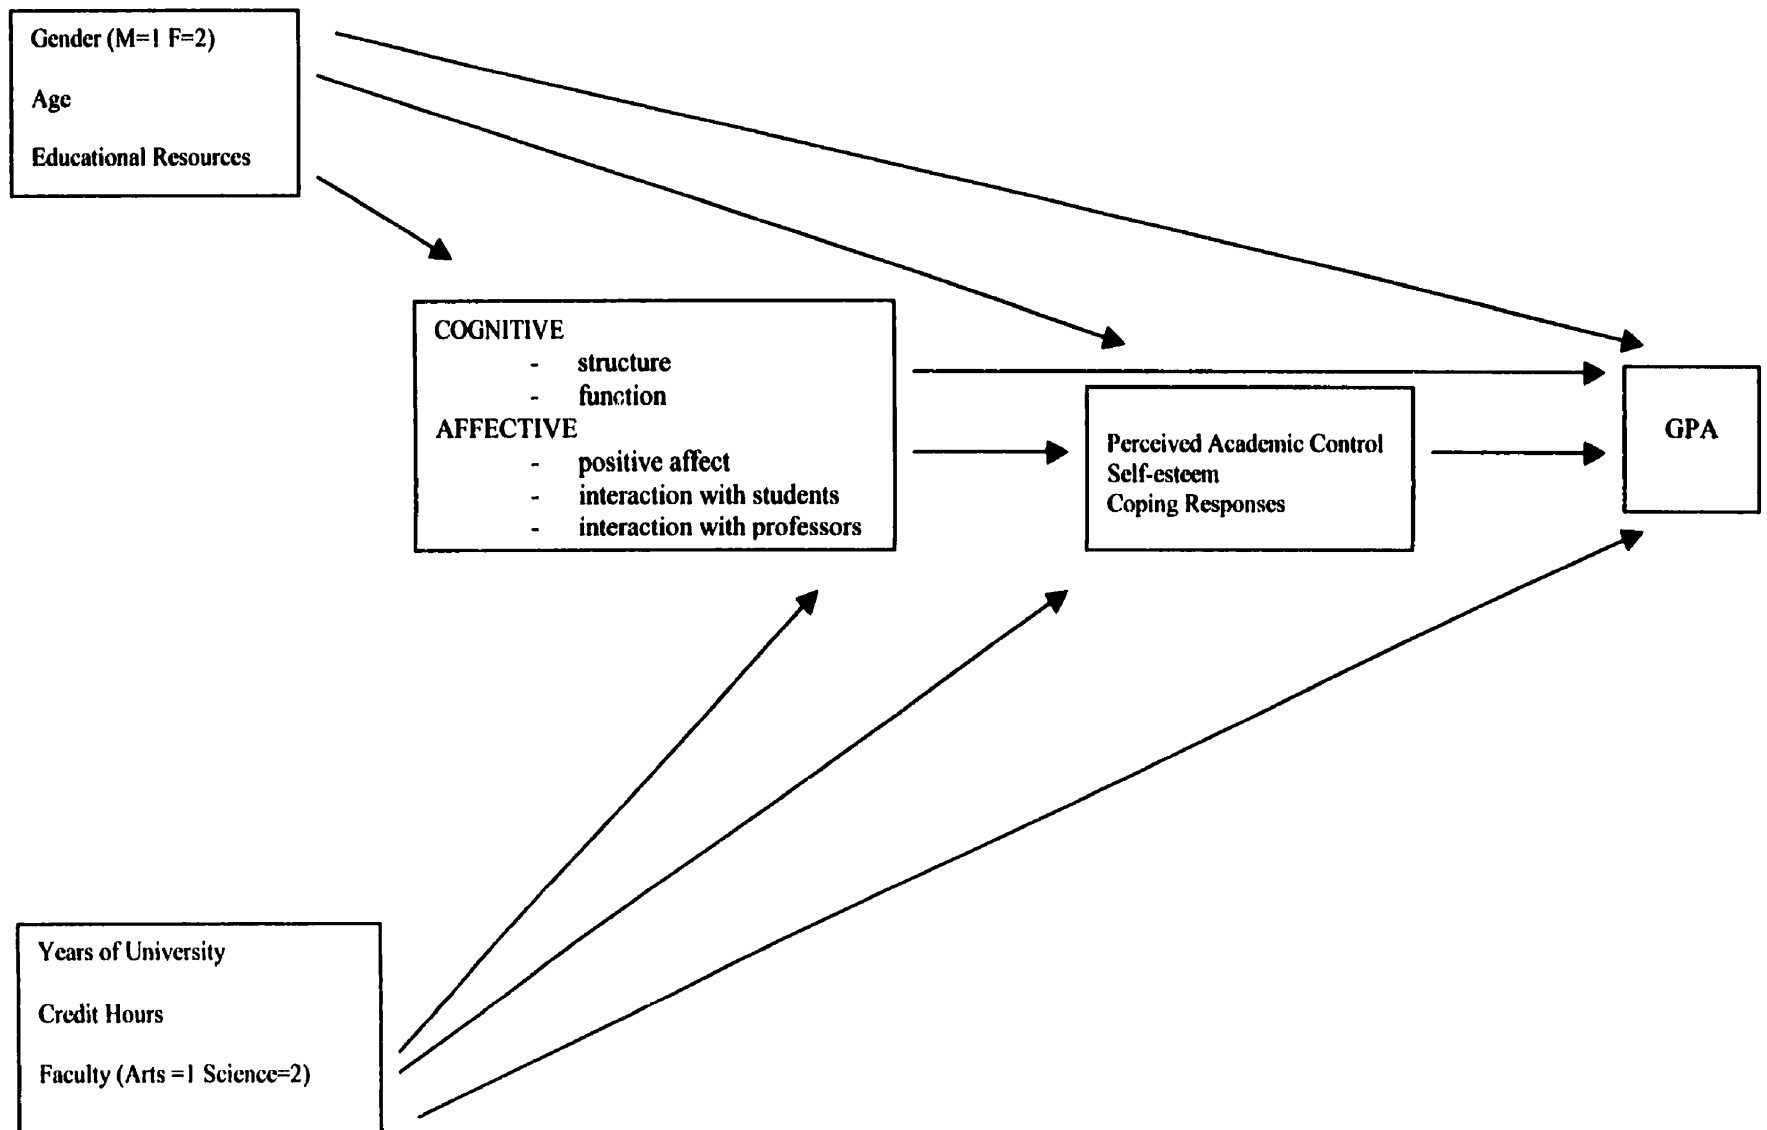 Gender (M=1 F=2)
Age
Educational Resources
COGNITIVE
- structure
- function
AFFECTIVE
- positive affect
- interaction with students
- interaction with professors
Perceived Academic Control
Self-esteem
Coping Responses
GPA
Years of University
Credit Hours
Faculty (Arts =1 Science=2)